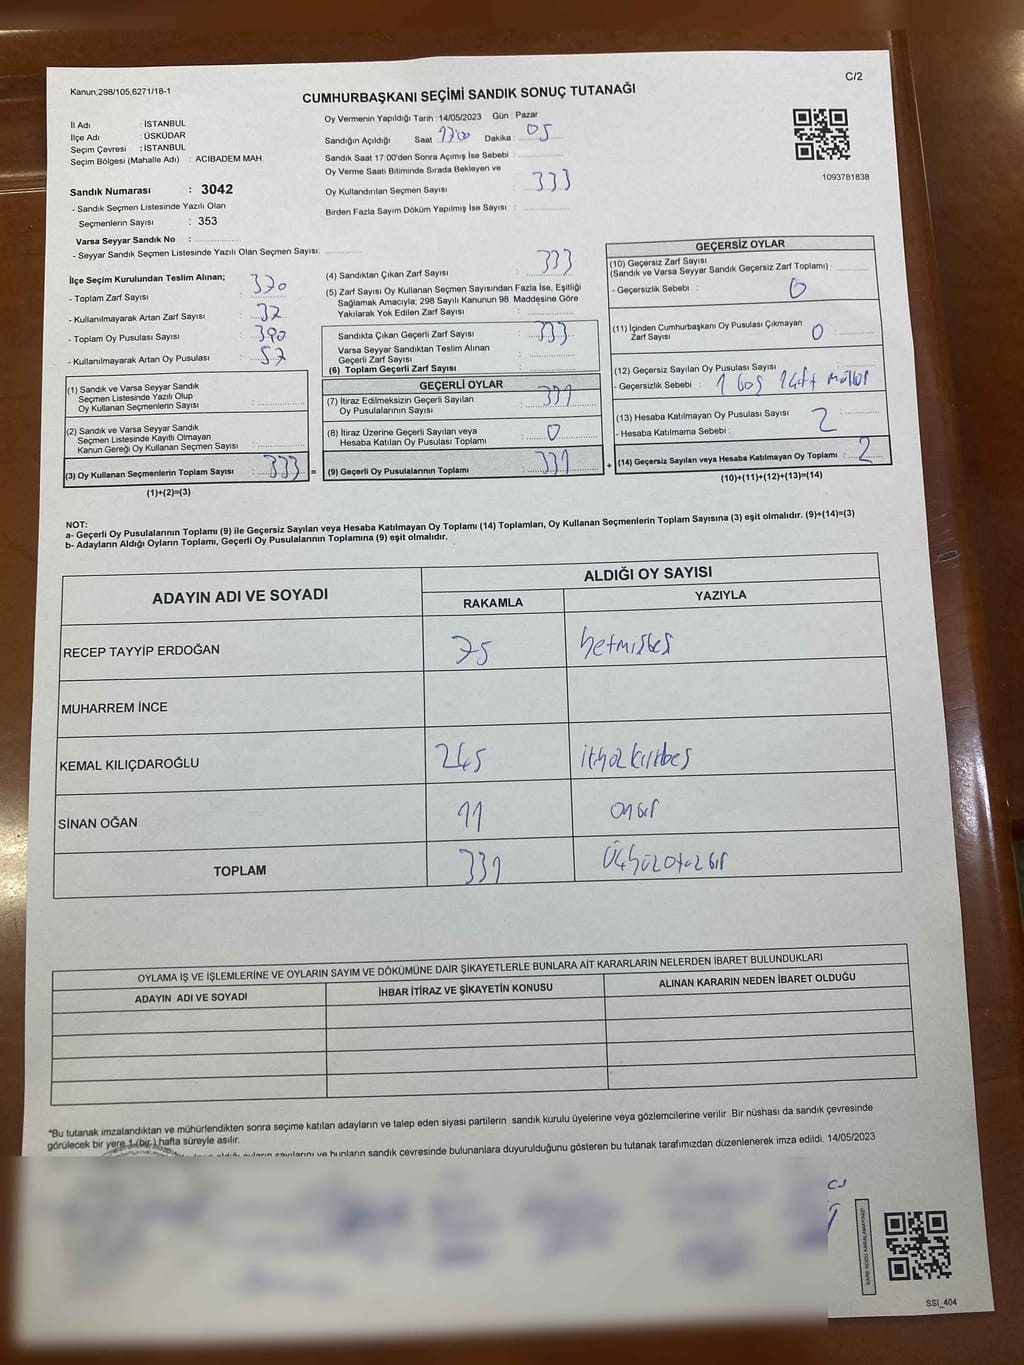 Kanun;298/105;6271/18-1
C/2
CUMHURBAŞKANI SEÇİMİ SANDIK SONUÇ TUTANAĞI
İl Adı : İSTANBUL
İlçe Adı : ÜSKÜDAR
Seçim Çevresi : İSTANBUL
Seçim Bölgesi (Mahalle Adı) : ACIBADEM MAH.
Sandık Numarası : 3042
- Sandık Seçmen Listesinde Yazılı Olan
Seçmenlerin Sayısı : 353
Varsa Seyyar Sandık No :
- Seyyar Sandık Seçmen Listesinde Yazılı Olan Seçmen Sayısı:
Oy Vermenin Yapıldığı Tarih : 14/05/2023 Gün : Pazar
Sandığın Açıldığı Saat : 17:00 Dakika : 05
Sandık Saat 17:00'den Sonra Açımış İse Sebebi :
Oy Verme Saati Bitiminde Sırada Bekleyen ve
Oy Kullandırılan Seçmen Sayısı : 333
Birden Fazla Sayım Döküm Yapılmış İse Sayısı :
1093781838
İlçe Seçim Kurulundan Teslim Alınan;
- Toplam Zarf Sayısı : 370
- Kullanılmayarak Artan Zarf Sayısı : 37
- Toplam Oy Pusulası Sayısı : 390
- Kullanılmayarak Artan Oy Pusulası : 57
(1) Sandık ve Varsa Seyyar Sandık
Seçmen Listesinde Yazılı Olup
Oy Kullanan Seçmenlerin Sayısı :
(2) Sandık ve Varsa Seyyar Sandık
Seçmen Listesinde Kayıtlı Olmayan
Kanun Gereği Oy Kullanan Seçmen Sayısı :
(3) Oy Kullanan Seçmenlerin Toplam Sayısı : 333 =
(1)+(2)=(3)
(4) Sandıktan Çıkan Zarf Sayısı : 333
(5) Zarf Sayısı Oy Kullanan Seçmen Sayısından Fazla İse, Eşitliği
Sağlamak Amacıyla; 298 Sayılı Kanunun 98. Maddesine Göre
Yakılarak Yok Edilen Zarf Sayısı :
Sandıkta Çıkan Geçerli Zarf Sayısı : 333
Varsa Seyyar Sandıktan Teslim Alınan
Geçerli Zarf Sayısı :
(6) Toplam Geçerli Zarf Sayısı :
GEÇERLİ OYLAR
(7) İtiraz Edilmeksizin Geçerli Sayılan
Oy Pusulalarının Sayısı : 331
(8) İtiraz Üzerine Geçerli Sayılan veya
Hesaba Katılan Oy Pusulası Toplamı : 0
(9) Geçerli Oy Pusulalarının Toplamı : 331 +
GEÇERSİZ OYLAR
(10) Geçersiz Zarf Sayısı
(Sandık ve Varsa Seyyar Sandık Geçersiz Zarf Toplamı) :
- Geçersizlik Sebebi : 0
(11) İçinden Cumhurbaşkanı Oy Pusulası Çıkmayan
Zarf Sayısı : 0
(12) Geçersiz Sayılan Oy Pusulası Sayısı :
- Geçersizlik Sebebi : 1 boş 1 çift
(13) Hesaba Katılmayan Oy Pusulası Sayısı : 2
- Hesaba Katılmama Sebebi :
(14) Geçersiz Sayılan veya Hesaba Katılmayan Oy Toplamı : 2
(10)+(11)+(12)+(13)=(14)
NOT:
a- Geçerli Oy Pusulalarının Toplamı (9) ile Geçersiz Sayılan veya Hesaba Katılmayan Oy Toplamı (14) Toplamları, Oy Kullanan Seçmenlerin Toplam Sayısına (3) eşit olmalıdır. (9)+(14)=(3)
b- Adayların Aldığı Oyların Toplamı, Geçerli Oy Pusulalarının Toplamına (9) eşit olmalıdır.
ADAYIN ADI VE SOYADI
ALDIĞI OY SAYISI
RAKAMLA YAZIYLA
RECEP TAYYİP ERDOĞAN 75 yetmişbeş
MUHARREM İNCE
KEMAL KILIÇDAROĞLU 245 ikiyüzkırkbeş
SİNAN OĞAN 11 onbir
TOPLAM 331 üçyüzotuzbir
OYLAMA İŞ VE İŞLEMLERİNE VE OYLARIN SAYIM VE DÖKÜMÜNE DAİR ŞİKAYETLERLE BUNLARA AİT KARARLARIN NELERDEN İBARET BULUNDUKLARI
ADAYIN ADI VE SOYADI İHBAR İTİRAZ VE ŞİKAYETİN KONUSU ALINAN KARARIN NEDEN İBARET OLDUĞU
*Bu tutanak imzalandıktan ve mühürlendikten sonra seçime katılan adayların ve talep eden siyasi partilerin sandık kurulu üyelerine veya gözlemcilerine verilir .Bir nüshası da sandık çevresinde
görülecek bir yere 1 (bir) hafta süreyle asılır.
oyların sayılarını ve bunların sandık çevresinde bulunanlara duyurulduğunu gösteren bu tutanak tarafımızdan düzenlenerek imza edildi. 14/05/2023
SSI_404